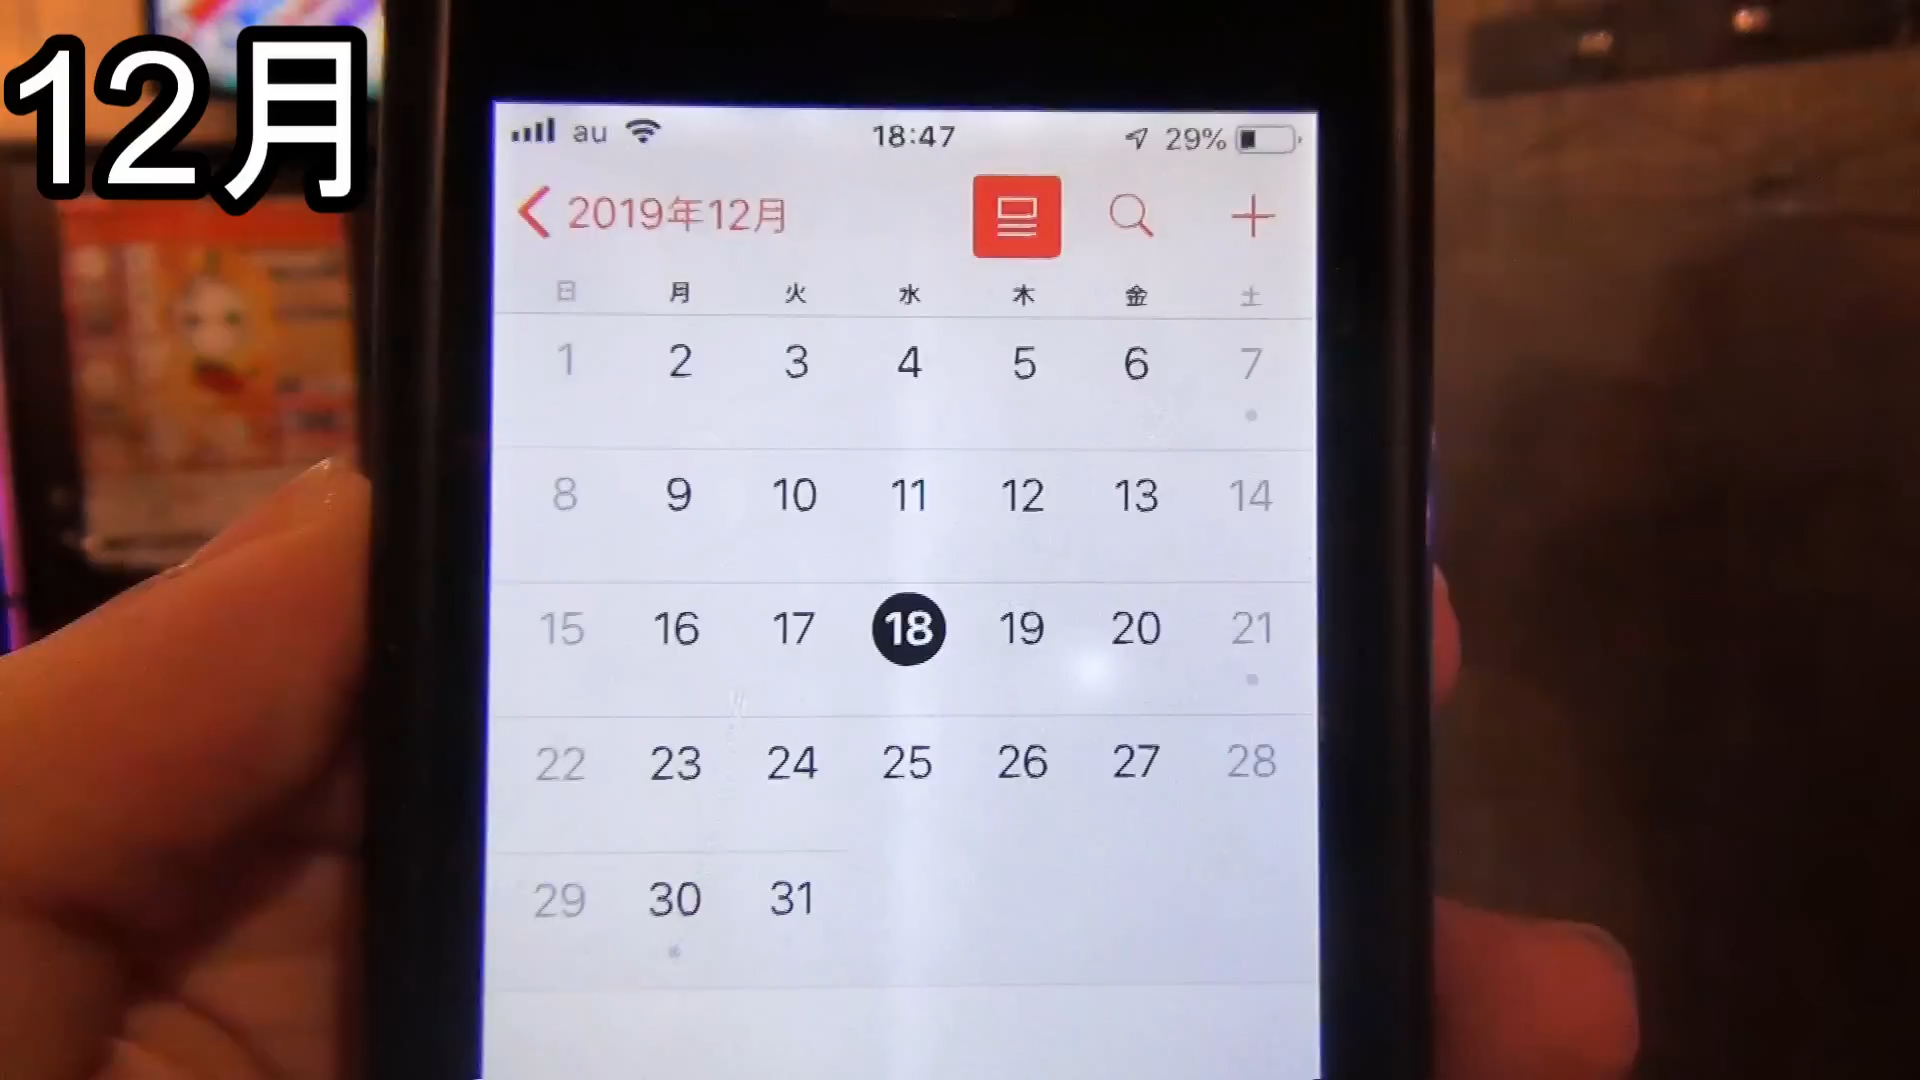 12月
au 18:47 29%
2019年12月
日 月 火 水 木 金 土
1 2 3 4 5 6 7
8 9 10 11 12 13 14
15 16 17 18 19 20 21
22 23 24 25 26 27 28
29 30 31